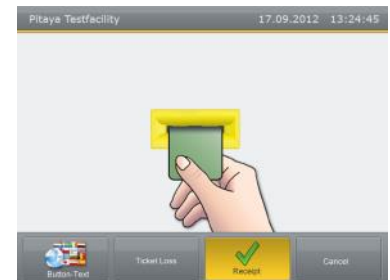 Pitaya Testfacility 17.09.2012 13:24:45
Button-Text
Ticket Loss
Receipt
Cancel